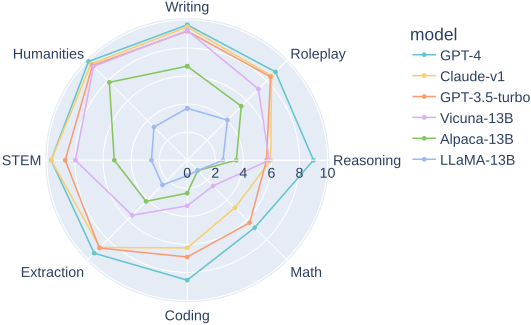 Writing
Humanities
Roleplay
STEM
Reasoning
0
2
4
6
8
10
Extraction
Math
Coding
model
GPT-4
Claude-v1
GPT-3.5-turbo
Vicuna-13B
Alpaca-13B
LLaMA-13B